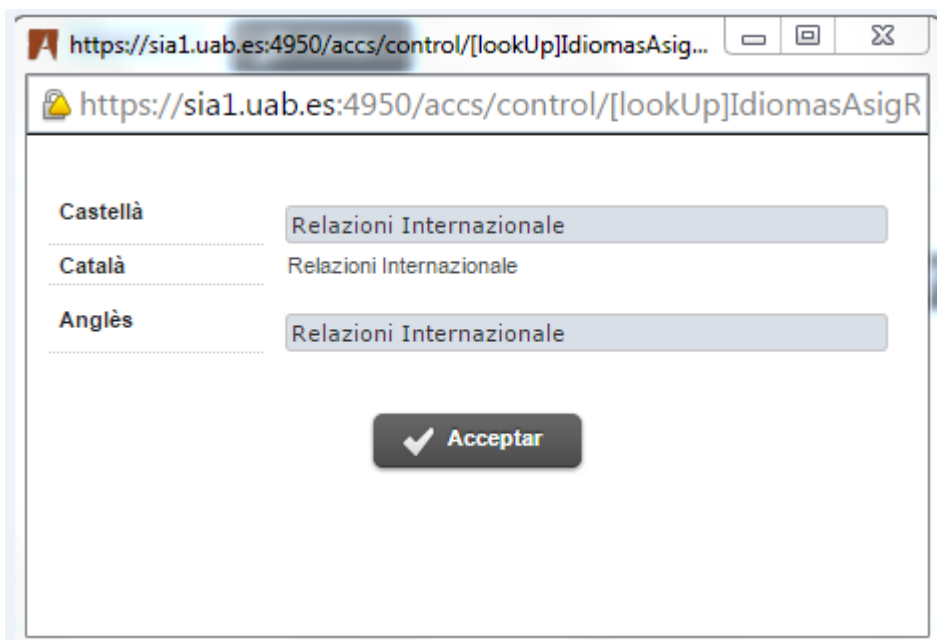 https://sia1.uab.es:4950/accs/control/[lookUp]IdiomasAsig...
https://sia1.uab.es:4950/accs/control/[lookUp]IdiomasAsigR
Castellà Relazioni Internazionale
Català Relazioni Internazionale
Anglès Relazioni Internazionale
Acceptar